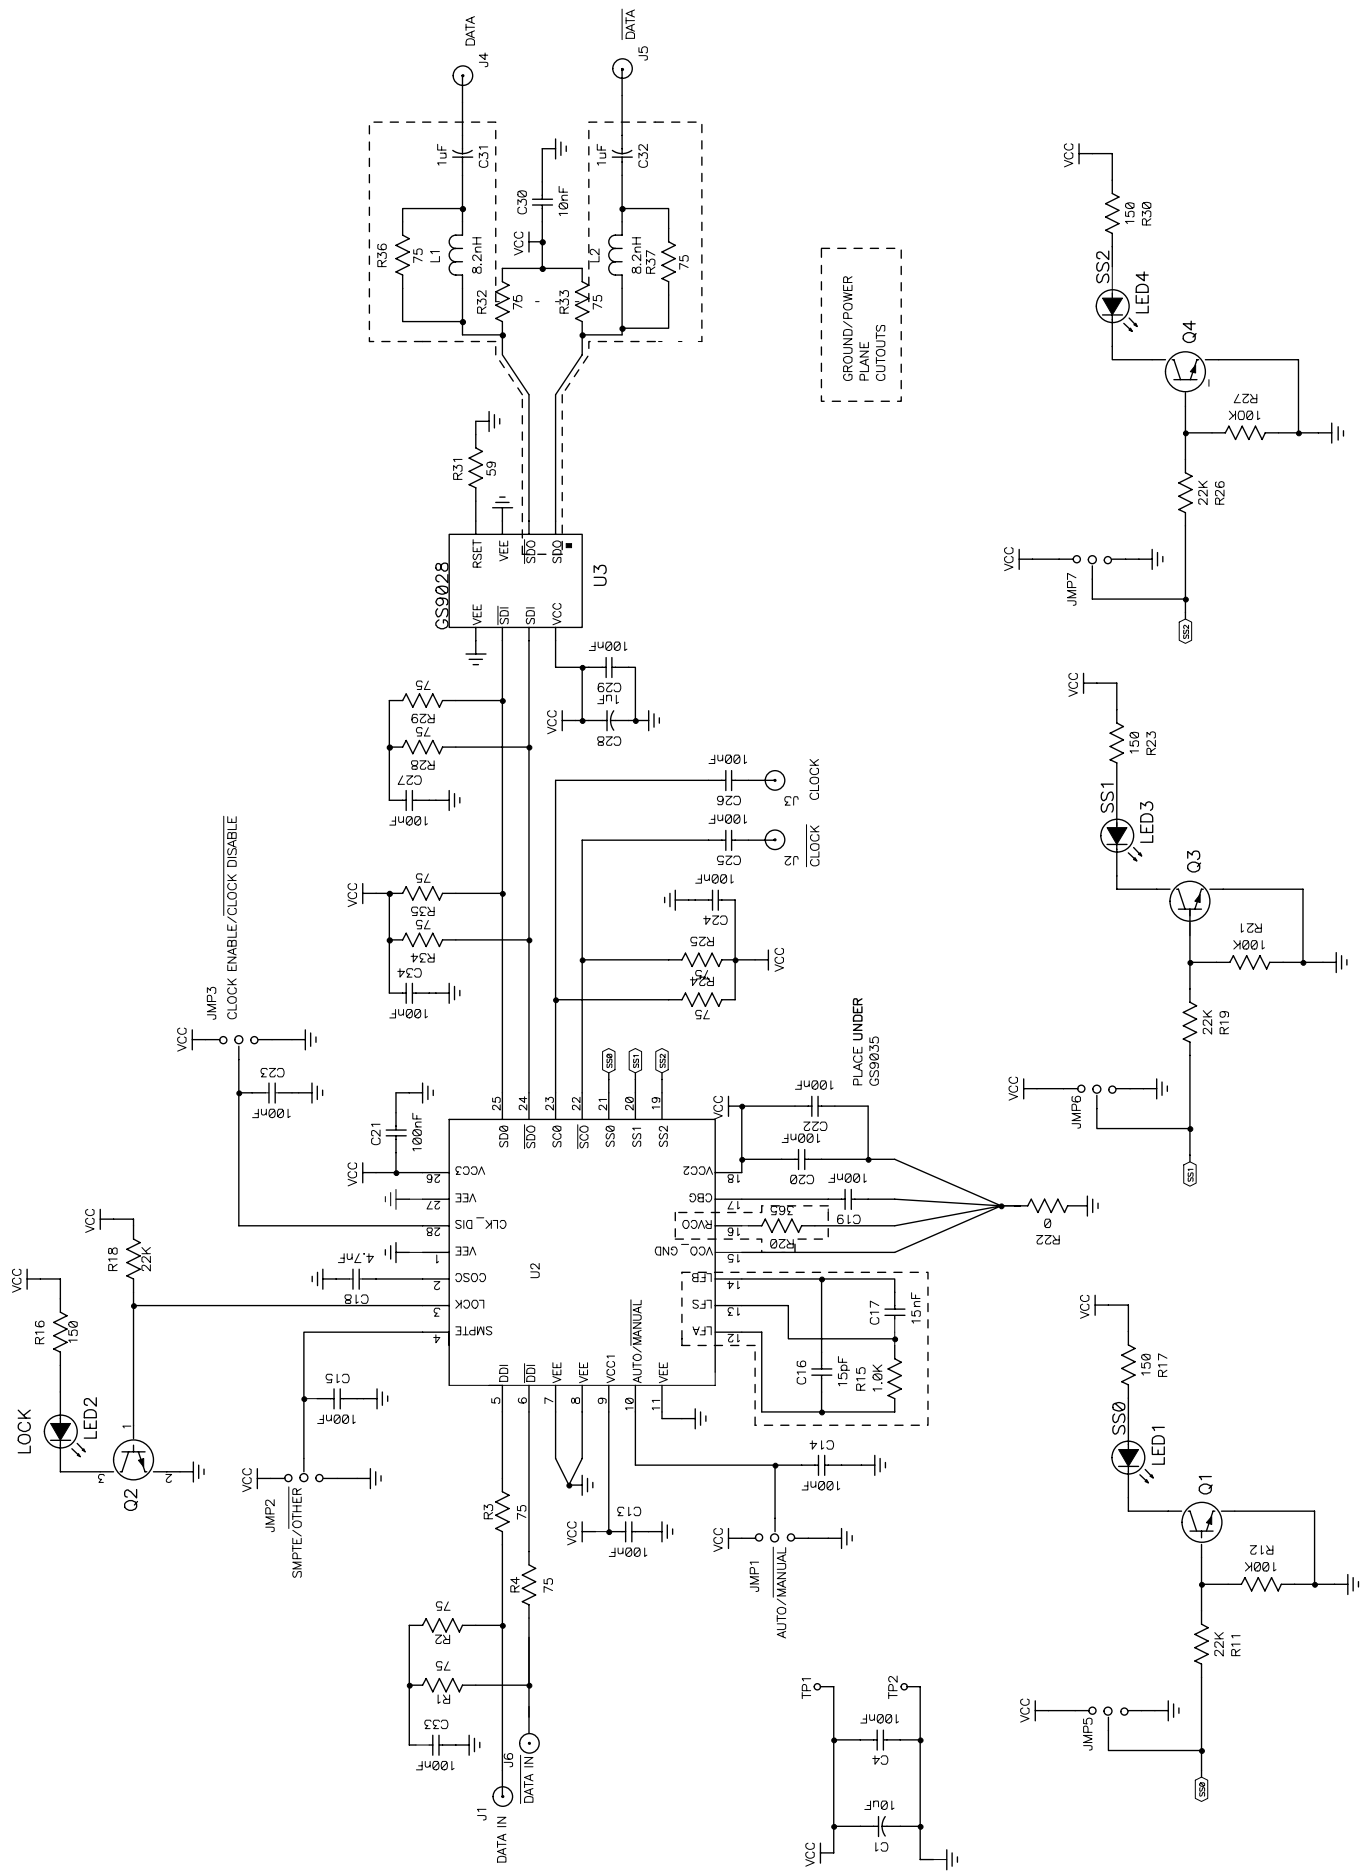 DATA
J4
DATA
J5
1uF
C31
1uF
C32
R36
75
L1
8.2nH
C30
10nF
VCC
L2
8.2nH
R37
75
R32
75
R33
75
GROUND/POWER
PLANE
CUTOUTS
VCC
150
R30
SS2
LED4
Q4
R27
100K
22K
R26
VCC
JMP7
SS2
R31
59
GS9028
RSET
VEE
SDO
SDO
VEE
SDI
SDI
VCC
U3
100nF
C29
1uF
C28
VCC
75
R29
75
R28
C27
100nF
100nF
C26
J3
CLOCK
100nF
C25
J2
CLOCK
100nF
C24
R25
75
R24
75
VCC
VCC
75
R35
75
R34
C34
100nF
JMP3
CLOCK ENABLE/CLOCK DISABLE
VCC
C23
100nF
VCC
150
R23
SS1
LED3
Q3
R21
100K
22K
R19
VCC
JMP6
SS1
PLACE UNDER
GS9035
C21
100nF
VCC
25
24
23
22
21
20
19
SS0
SS1
SS2
SDO
SDO
SCO
SCO
SS0
SS1
SS2
26
27
28
1
2
3
4
VCC3
VEE
CLK_DIS
VEE
COSC
LOCK
SMPTE
U2
VCC2
CBG
RVCO
VCO_GND
LFB
LFS
LFA
18
17
16
15
14
13
12
DDI
DDI
VEE
VEE
VCC1
AUTO/MANUAL
VEE
5
6
7
8
9
10
11
VCC
100nF
C22
100nF
C20
100nF
C19
365
R20
0
R22
C17
15nF
C16
15pF
R15
1.0K
4.7nF
C18
VCC
R18
22K
VCC
R16
150
LOCK
LED2
Q2
1
2
3
C15
100nF
VCC
JMP2
SMPTE/OTHER
R3
75
R4
75
VCC
C13
100nF
C14
100nF
VCC
JMP1
AUTO/MANUAL
75
R2
75
R1
C33
100nF
J6
DATA IN
J1
DATA IN
TP1
TP2
100nF
C4
10uF
C1
VCC
VCC
150
R17
SS0
LED1
Q1
R12
100K
22K
R11
VCC
JMP5
SS0